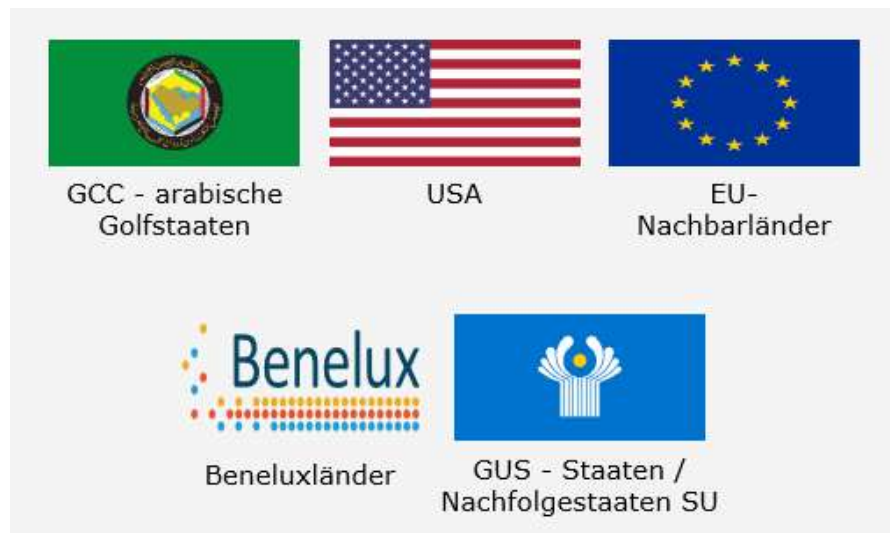 GCC - arabische
Golfstaaten
USA
EU-
Nachbarländer
Benelux
Beneluxländer
GUS - Staaten /
Nachfolgestaaten SU